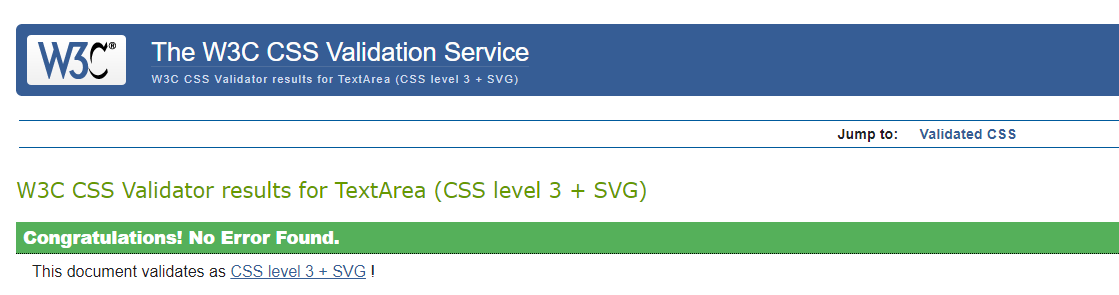 W3C®
The W3C CSS Validation Service
W3C CSS Validator results for TextArea (CSS level 3 + SVG)
Jump to: Validated CSS
W3C CSS Validator results for TextArea (CSS level 3 + SVG)
Congratulations! No Error Found.
This document validates as CSS level 3 + SVG !